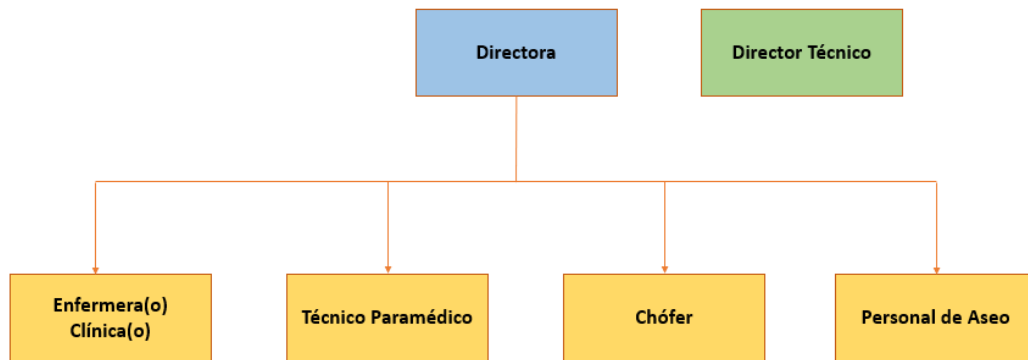 Directora
Director Técnico
Enfermera(o)
Clínica(o)
Técnico Paramédico
Chófer
Personal de Aseo